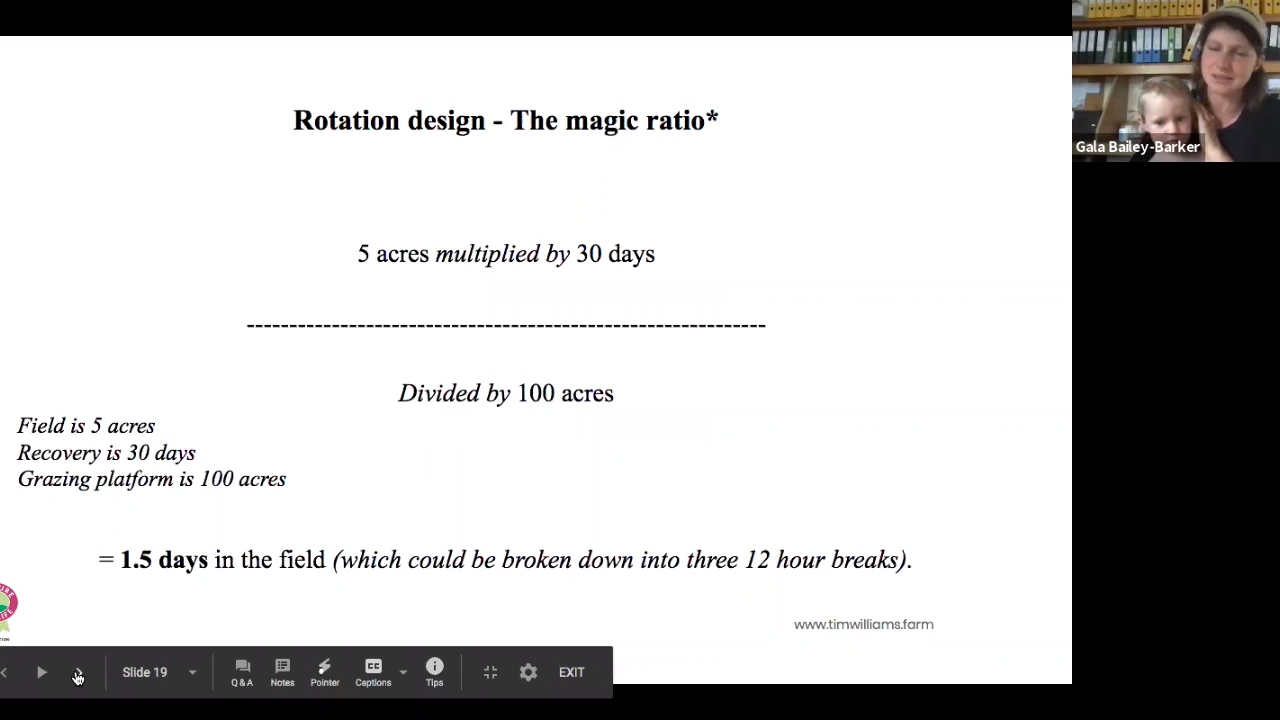 Rotation design - The magic ratio*
5 acres multiplied by 30 days
----------------------------------------------------------
Divided by 100 acres
Field is 5 acres
Recovery is 30 days
Grazing platform is 100 acres
= 1.5 days in the field (which could be broken down into three 12 hour breaks).
www.timwilliams.farm
Gala Bailey-Barker
Slide 19
Q & A
Notes
Pointer
CC
Captions
Tips
EXIT